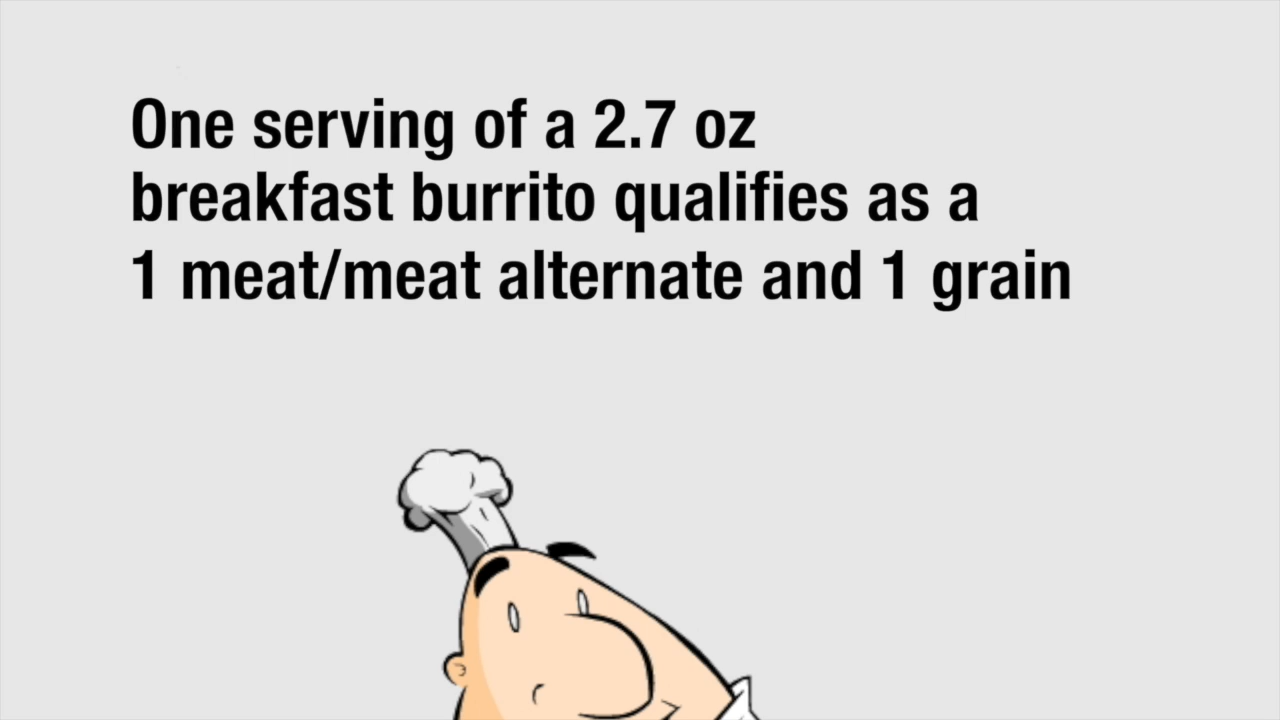 One serving of a 2.7 oz
breakfast burrito qualifies as a
1 meat/meat alternate and 1 grain